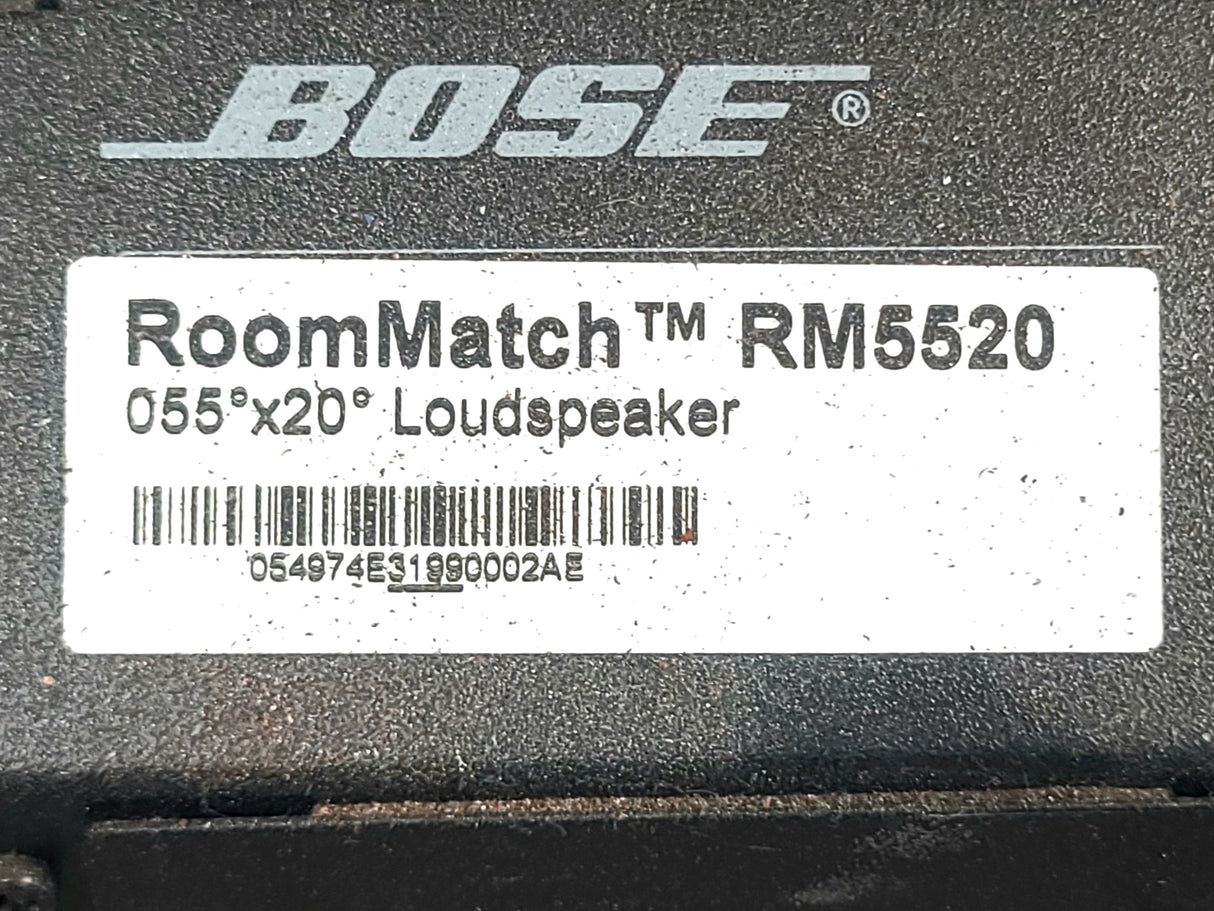 BOSE®
RoomMatch™ RM5520
055°x20° Loudspeaker
054974E31990002AE